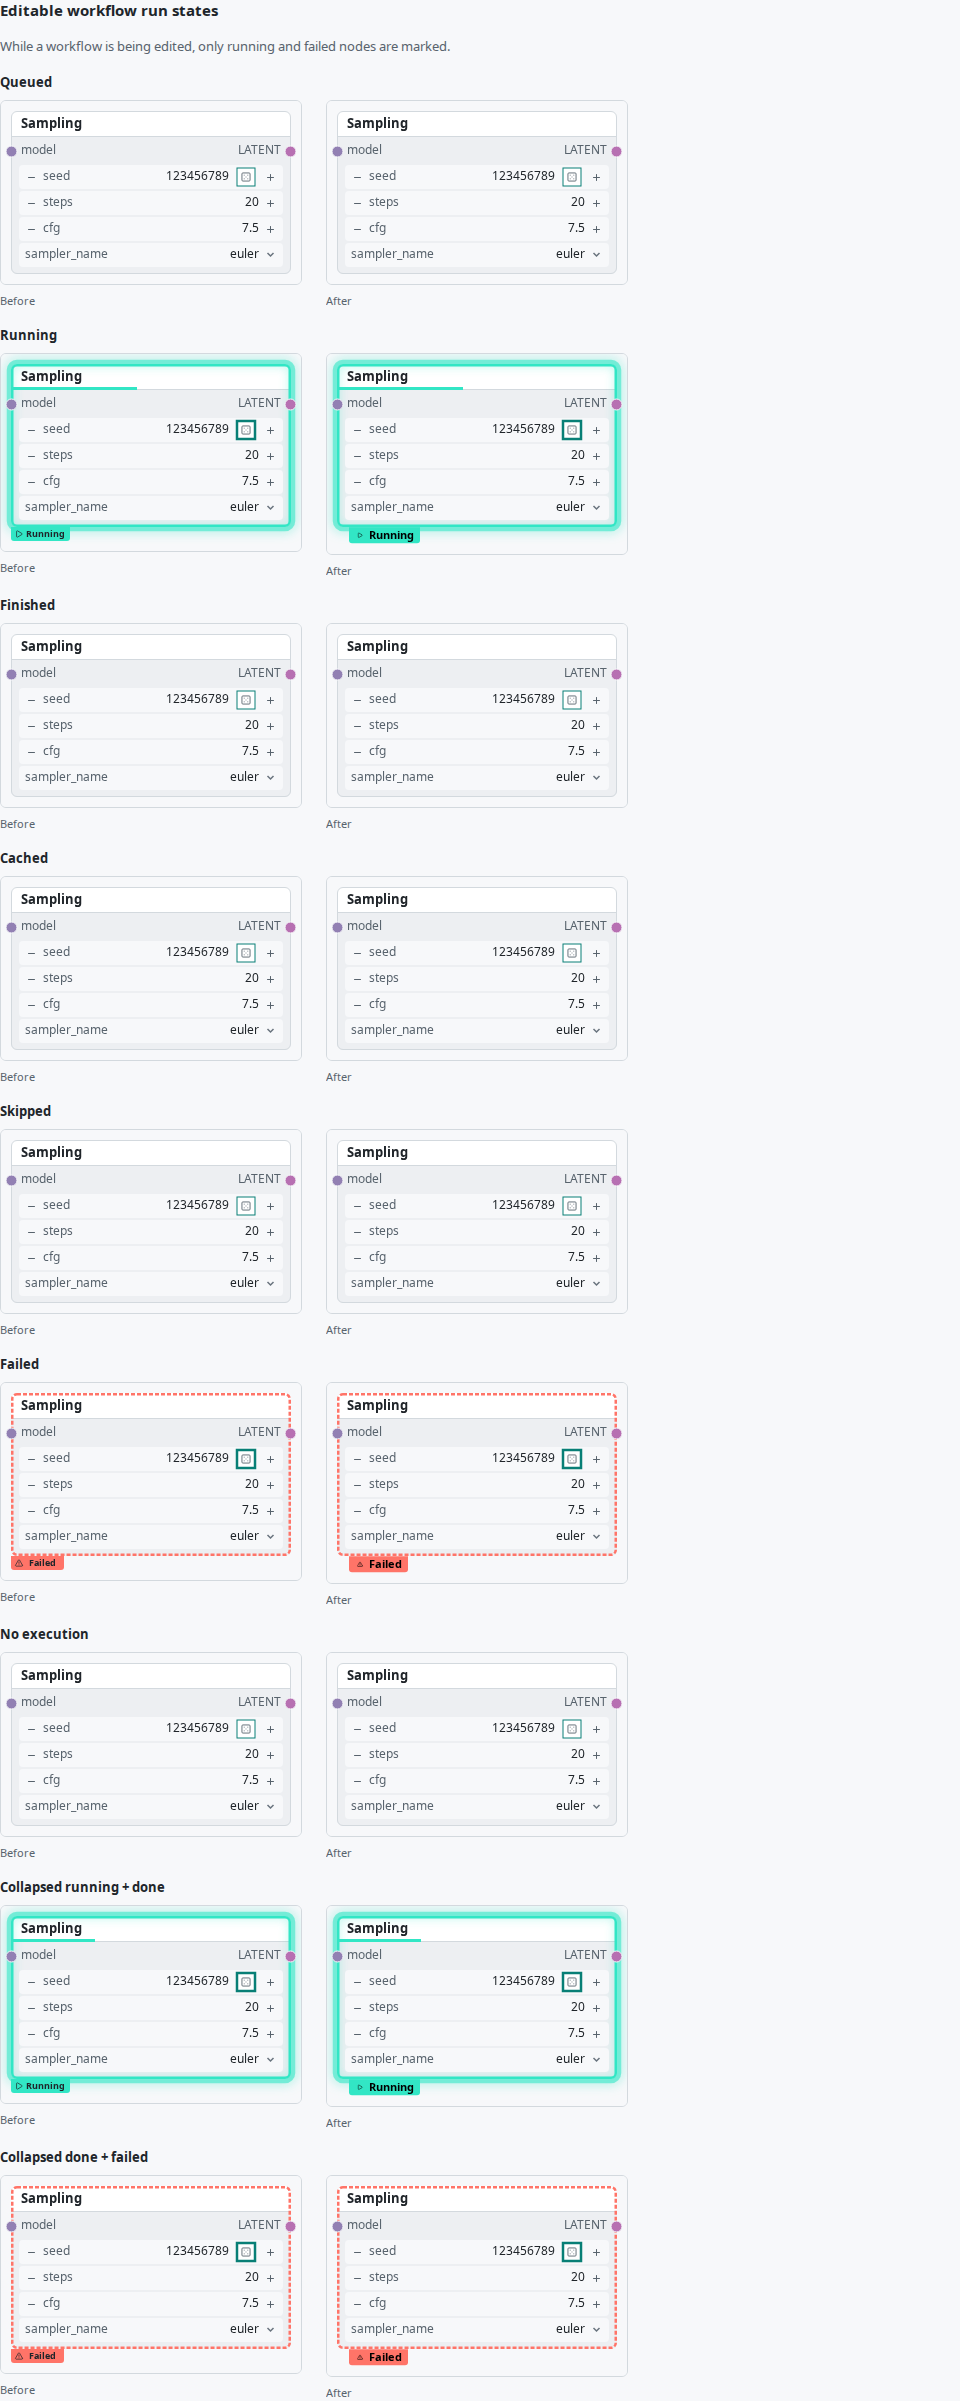 Editable workflow run states
While a workflow is being edited, only running and failed nodes are marked.
Queued
Sampling
model LATENT
– seed 123456789 +
– steps 20 +
– cfg 7.5 +
sampler_name euler
Before
Sampling
model LATENT
– seed 123456789 +
– steps 20 +
– cfg 7.5 +
sampler_name euler
After
Running
Sampling
model LATENT
– seed 123456789 +
– steps 20 +
– cfg 7.5 +
sampler_name euler
Running
Before
Sampling
model LATENT
– seed 123456789 +
– steps 20 +
– cfg 7.5 +
sampler_name euler
Running
After
Finished
Sampling
model LATENT
– seed 123456789 +
– steps 20 +
– cfg 7.5 +
sampler_name euler
Before
Sampling
model LATENT
– seed 123456789 +
– steps 20 +
– cfg 7.5 +
sampler_name euler
After
Cached
Sampling
model LATENT
– seed 123456789 +
– steps 20 +
– cfg 7.5 +
sampler_name euler
Before
Sampling
model LATENT
– seed 123456789 +
– steps 20 +
– cfg 7.5 +
sampler_name euler
After
Skipped
Sampling
model LATENT
– seed 123456789 +
– steps 20 +
– cfg 7.5 +
sampler_name euler
Before
Sampling
model LATENT
– seed 123456789 +
– steps 20 +
– cfg 7.5 +
sampler_name euler
After
Failed
Sampling
model LATENT
– seed 123456789 +
– steps 20 +
– cfg 7.5 +
sampler_name euler
Failed
Before
Sampling
model LATENT
– seed 123456789 +
– steps 20 +
– cfg 7.5 +
sampler_name euler
Failed
After
No execution
Sampling
model LATENT
– seed 123456789 +
– steps 20 +
– cfg 7.5 +
sampler_name euler
Before
Sampling
model LATENT
– seed 123456789 +
– steps 20 +
– cfg 7.5 +
sampler_name euler
After
Collapsed running + done
Sampling
model LATENT
– seed 123456789 +
– steps 20 +
– cfg 7.5 +
sampler_name euler
Running
Before
Sampling
model LATENT
– seed 123456789 +
– steps 20 +
– cfg 7.5 +
sampler_name euler
Running
After
Collapsed done + failed
Sampling
model LATENT
– seed 123456789 +
– steps 20 +
– cfg 7.5 +
sampler_name euler
Failed
Before
Sampling
model LATENT
– seed 123456789 +
– steps 20 +
– cfg 7.5 +
sampler_name euler
Failed
After